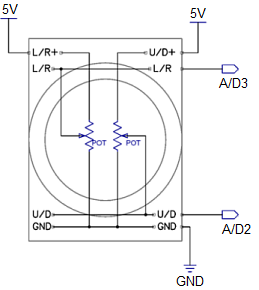 5V 5V
L/R+ U/D+
L/R L/R
A/D3
POT POT
U/D U/D
GND GND
A/D2
GND